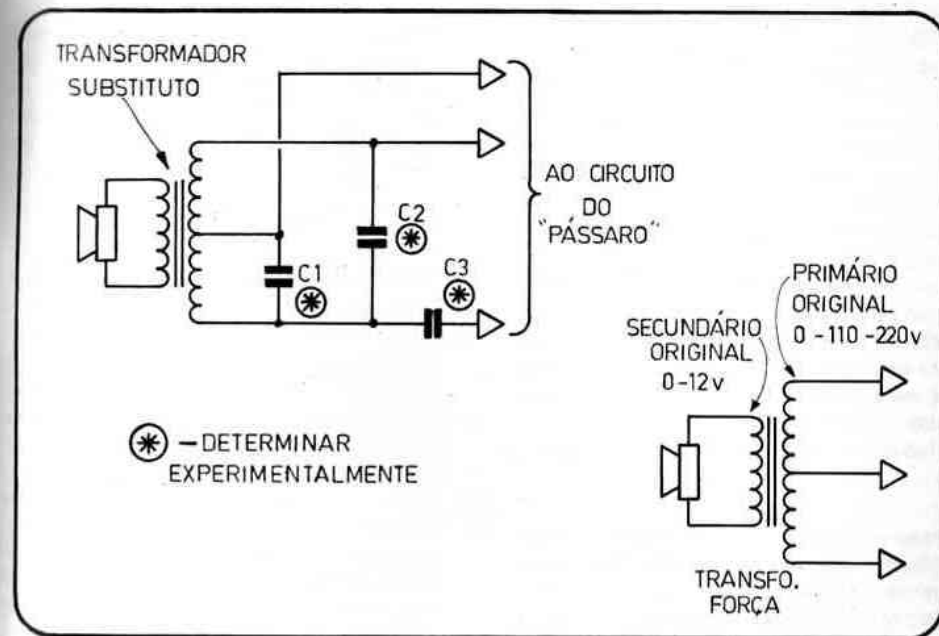 TRANSFORMADOR
SUBSTITUTO
C1
C2
C3
AO CIRCUITO
DO
"PÁSSARO"
– DETERMINAR
EXPERIMENTALMENTE
SECUNDÁRIO
ORIGINAL
0-12v
PRIMÁRIO
ORIGINAL
0-110-220v
TRANSFO.
FORÇA